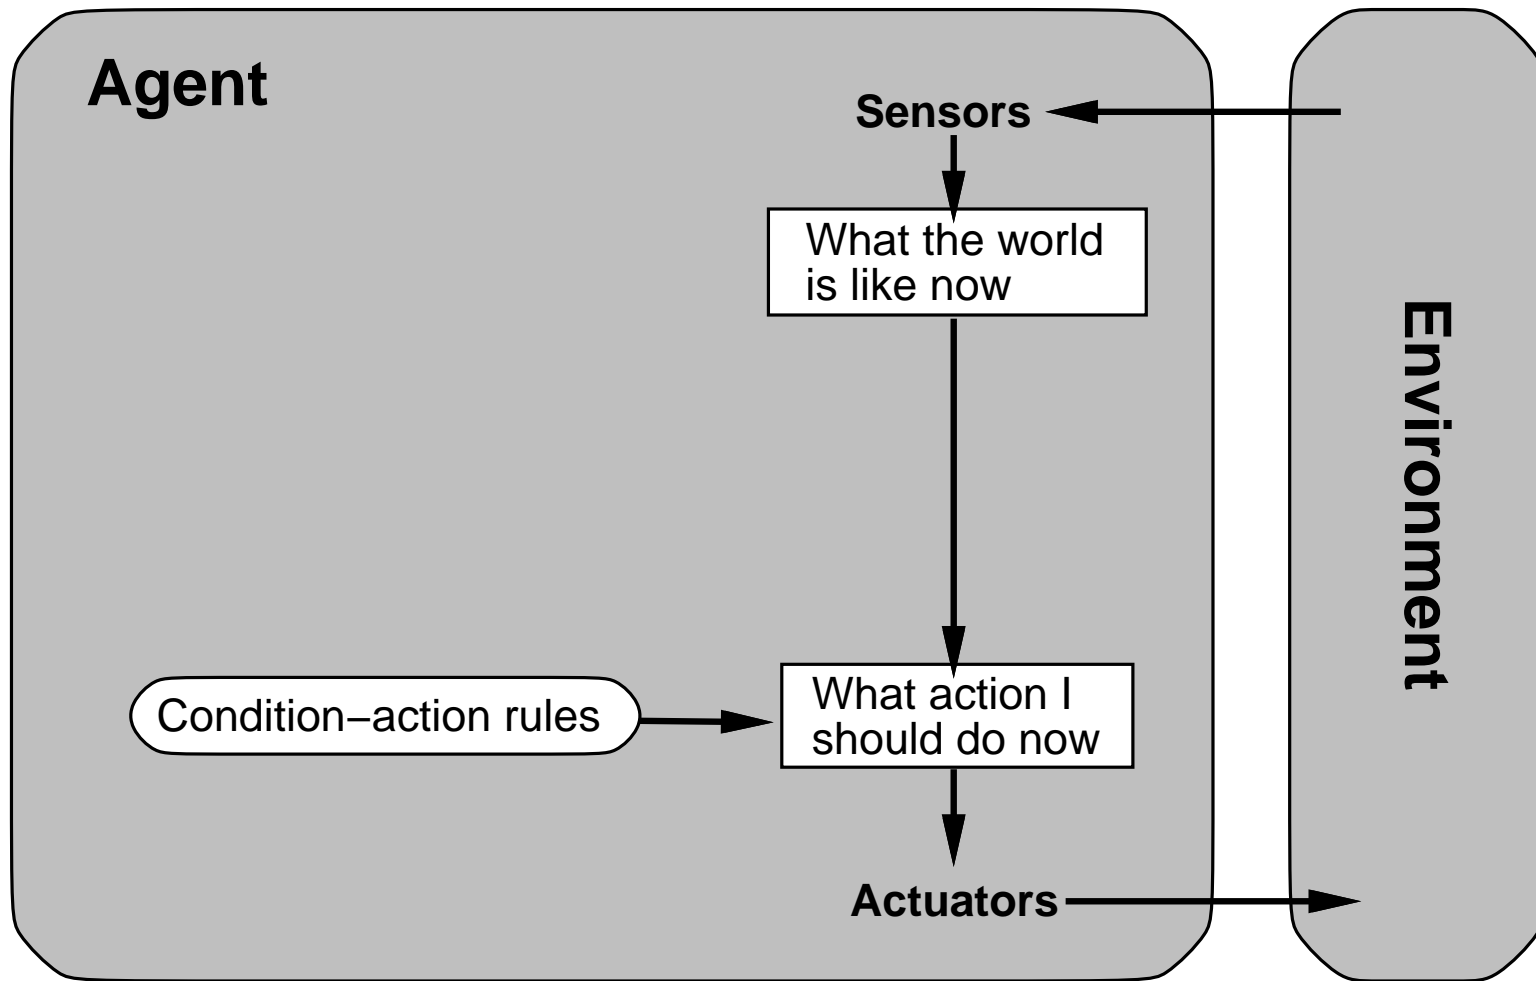 Agent
Sensors
What the world
is like now
Environment
Condition−action rules
What action I
should do now
Actuators